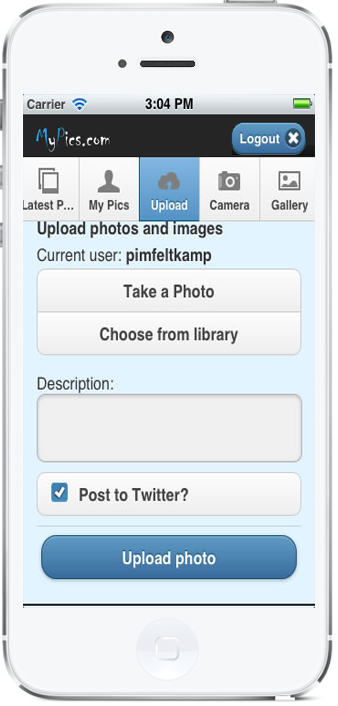 Carrier 3:04 PM
MyPics.com Logout
Latest P... My Pics Upload Camera Gallery
Upload photos and images
Current user: pimfeltkamp
Take a Photo
Choose from library
Description:
Post to Twitter?
Upload photo